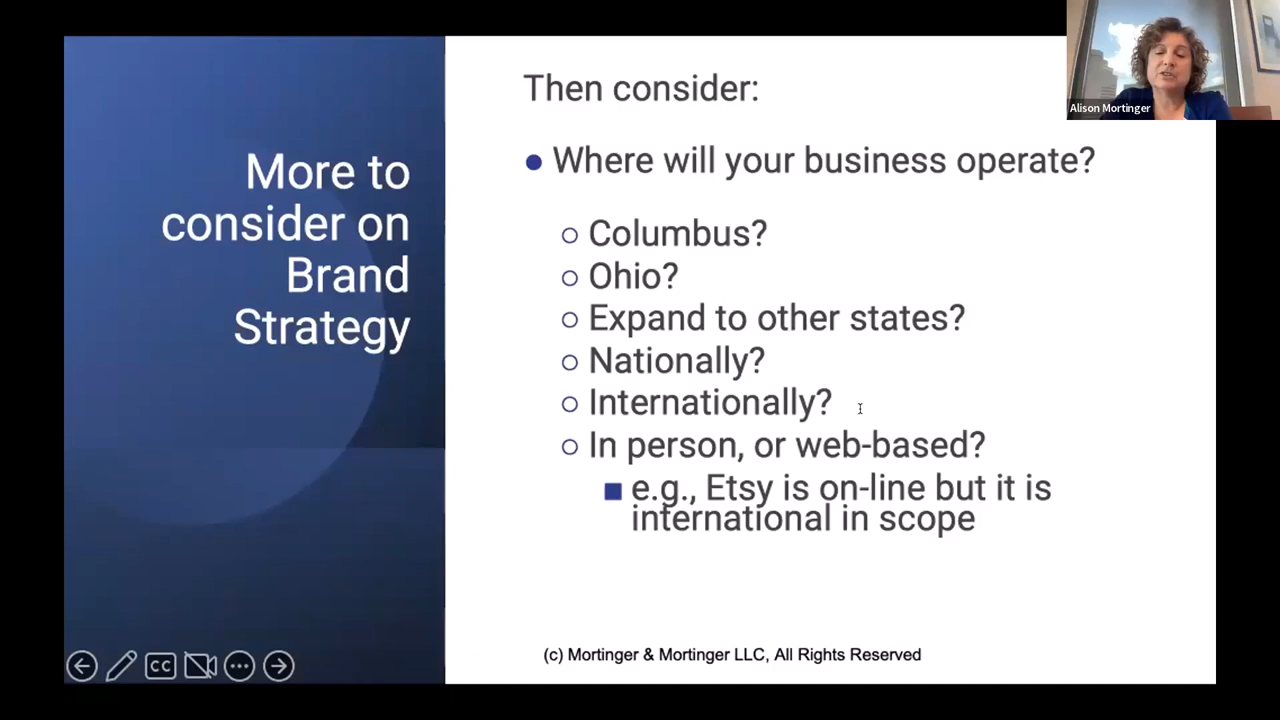 More to
consider on
Brand
Strategy
Then consider:
● Where will your business operate?
○ Columbus?
○ Ohio?
○ Expand to other states?
○ Nationally?
○ Internationally?
○ In person, or web-based?
■ e.g., Etsy is on-line but it is
international in scope
(c) Mortinger & Mortinger LLC, All Rights Reserved
Alison Mortinger
CC